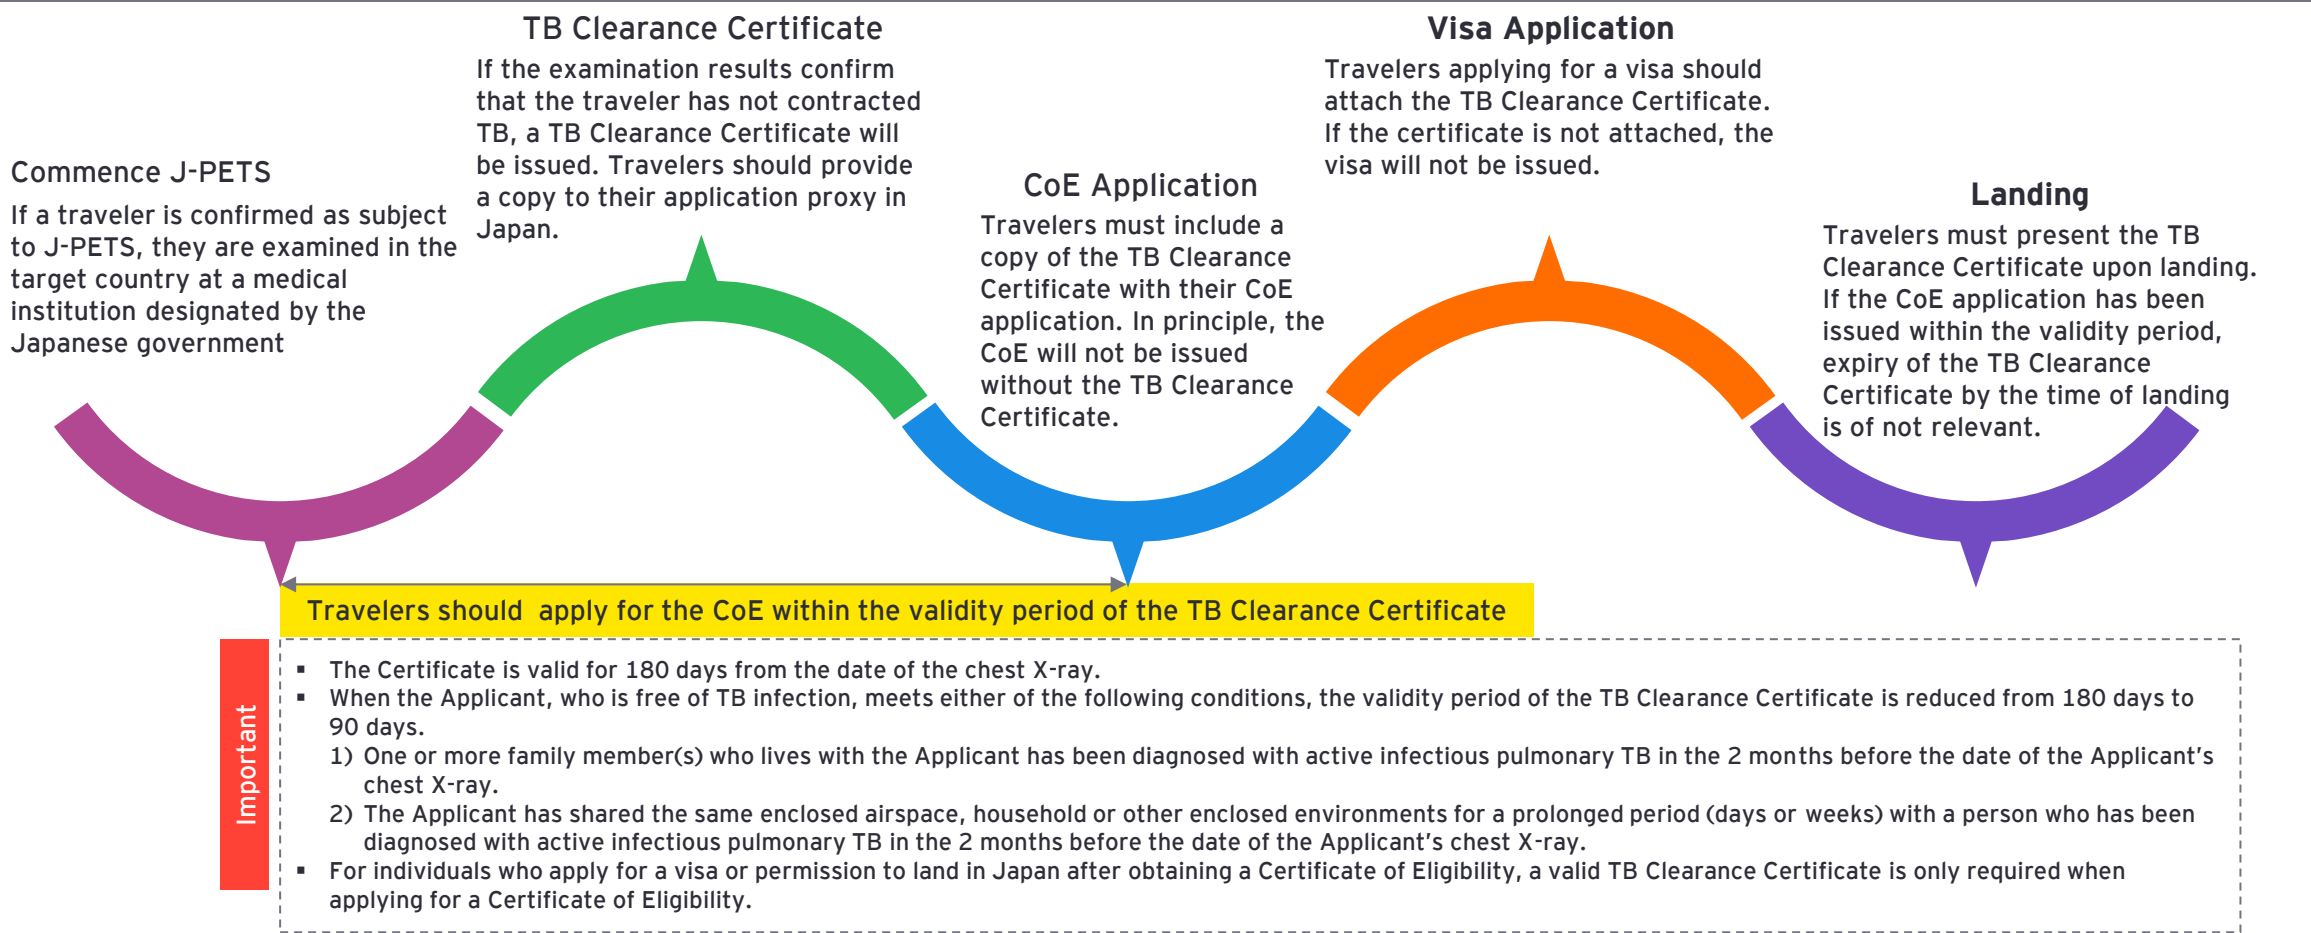 Commence J-PETS
If a traveler is confirmed as subject
to J-PETS, they are examined in the
target country at a medical
institution designated by the
Japanese government
TB Clearance Certificate
If the examination results confirm
that the traveler has not contracted
TB, a TB Clearance Certificate will
be issued. Travelers should provide
a copy to their application proxy in
Japan.
CoE Application
Travelers must include a
copy of the TB Clearance
Certificate with their CoE
application. In principle, the
CoE will not be issued
without the TB Clearance
Certificate.
Visa Application
Travelers applying for a visa should
attach the TB Clearance Certificate.
If the certificate is not attached, the
visa will not be issued.
Landing
Travelers must present the TB
Clearance Certificate upon landing.
If the CoE application has been
issued within the validity period,
expiry of the TB Clearance
Certificate by the time of landing
is of not relevant.
Travelers should apply for the CoE within the validity period of the TB Clearance Certificate
Important
▪ The Certificate is valid for 180 days from the date of the chest X-ray.
▪ When the Applicant, who is free of TB infection, meets either of the following conditions, the validity period of the TB Clearance Certificate is reduced from 180 days to
90 days.
1) One or more family member(s) who lives with the Applicant has been diagnosed with active infectious pulmonary TB in the 2 months before the date of the Applicant's
chest X-ray.
2) The Applicant has shared the same enclosed airspace, household or other enclosed environments for a prolonged period (days or weeks) with a person who has been
diagnosed with active infectious pulmonary TB in the 2 months before the date of the Applicant's chest X-ray.
▪ For individuals who apply for a visa or permission to land in Japan after obtaining a Certificate of Eligibility, a valid TB Clearance Certificate is only required when
applying for a Certificate of Eligibility.